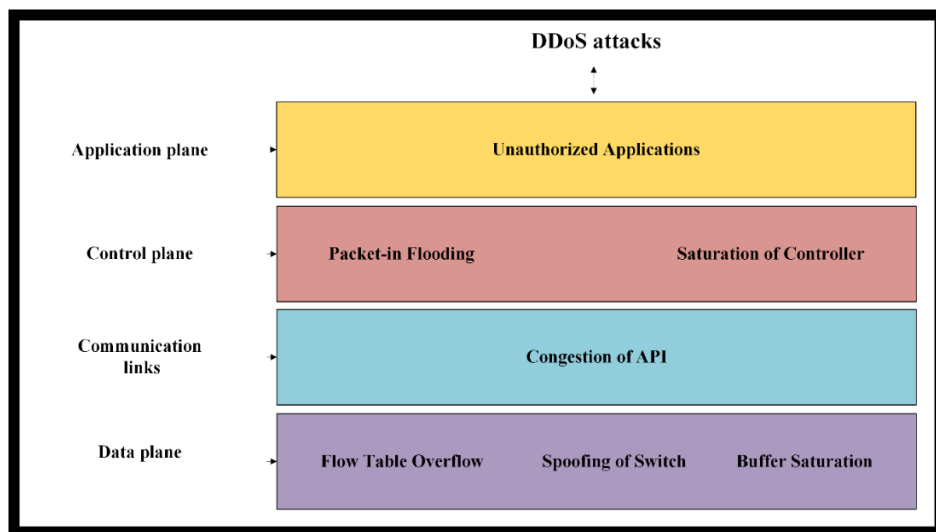 DDoS attacks
Application plane
Unauthorized Applications
Control plane
Packet-in Flooding
Saturation of Controller
Communication
links
Congestion of API
Data plane
Flow Table Overflow
Spoofing of Switch
Buffer Saturation